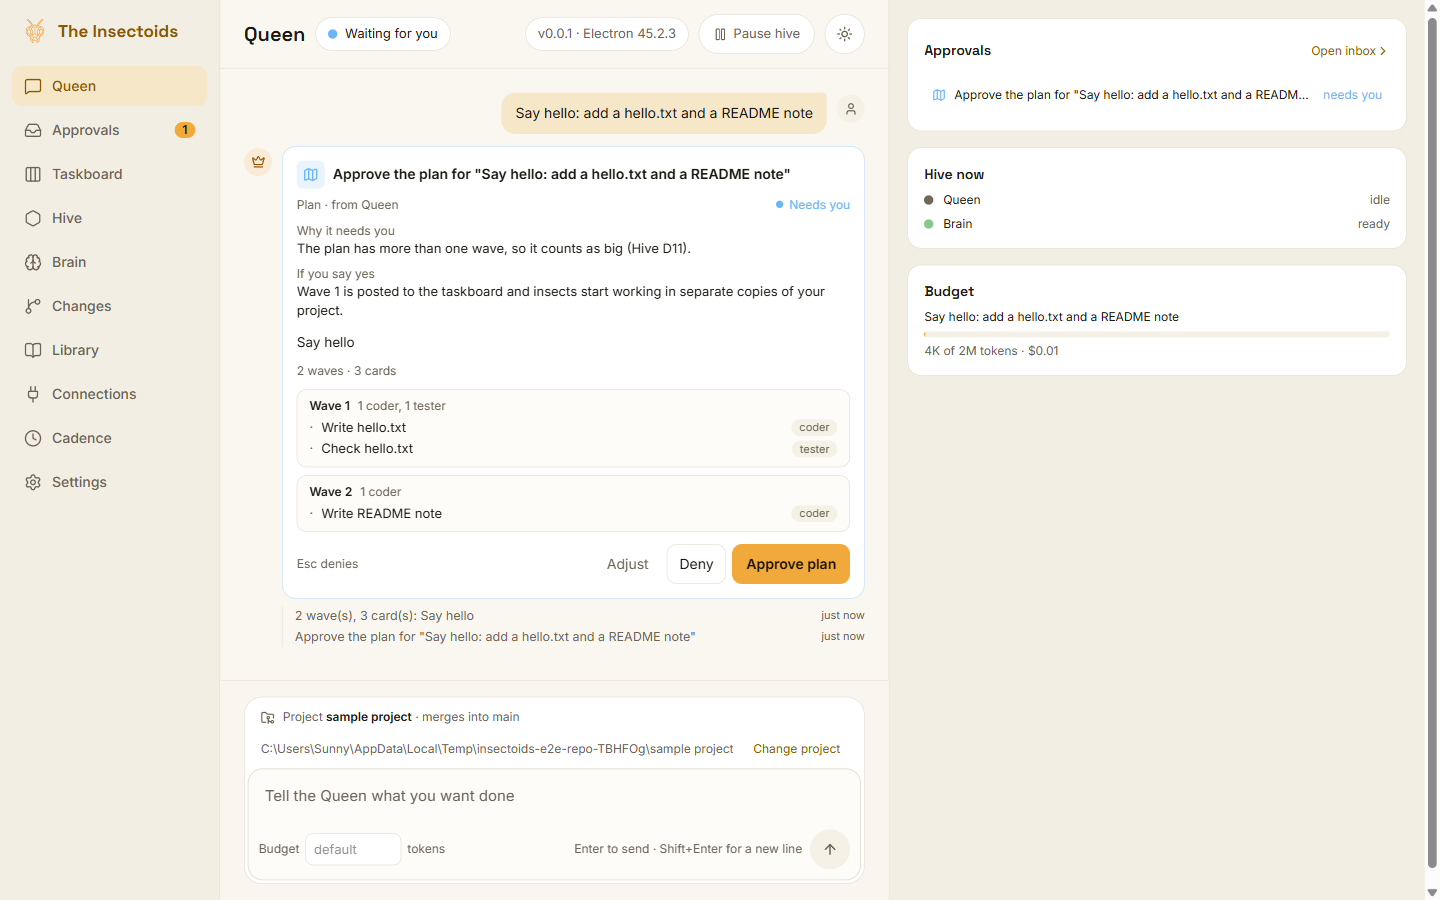 The Insectoids
Queen
Approvals
1
Taskboard
Hive
Brain
Changes
Library
Connections
Cadence
Settings
Queen
Waiting for you
v0.0.1 · Electron 45.2.3
Pause hive
Say hello: add a hello.txt and a README note
Approve the plan for "Say hello: add a hello.txt and a README note"
Plan · from Queen
Needs you
Why it needs you
The plan has more than one wave, so it counts as big (Hive D11).
If you say yes
Wave 1 is posted to the taskboard and insects start working in separate copies of your
project.
Say hello
2 waves · 3 cards
Wave 1 1 coder, 1 tester
· Write hello.txt
coder
· Check hello.txt
tester
Wave 2 1 coder
· Write README note
coder
Esc denies
Adjust
Deny
Approve plan
2 wave(s), 3 card(s): Say hello
just now
Approve the plan for "Say hello: add a hello.txt and a README note"
just now
Project sample project · merges into main
C:\Users\Sunny\AppData\Local\Temp\insectoids-e2e-repo-TBHFOg\sample project
Change project
Tell the Queen what you want done
Budget
default
tokens
Enter to send · Shift+Enter for a new line
Approvals
Open inbox
Approve the plan for "Say hello: add a hello.txt and a READM...
needs you
Hive now
Queen
idle
Brain
ready
Budget
Say hello: add a hello.txt and a README note
4K of 2M tokens · $0.01